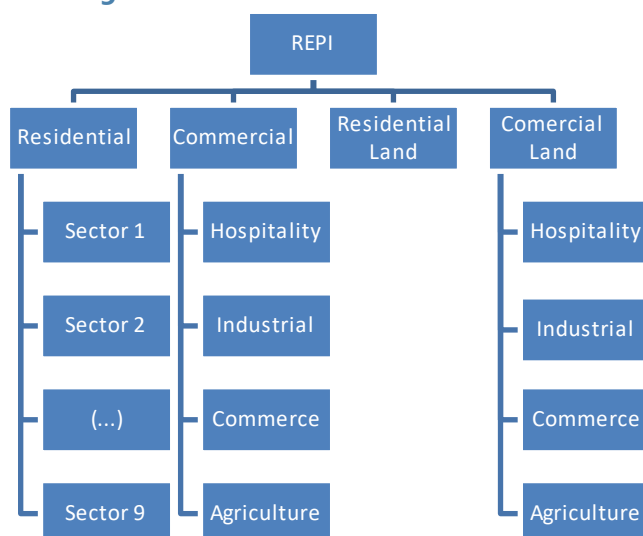 REPI
Residential
Commercial
Residential
Land
Comercial
Land
Sector 1
Hospitality
Hospitality
Sector 2
Industrial
Industrial
(...)
Commerce
Commerce
Sector 9
Agriculture
Agriculture